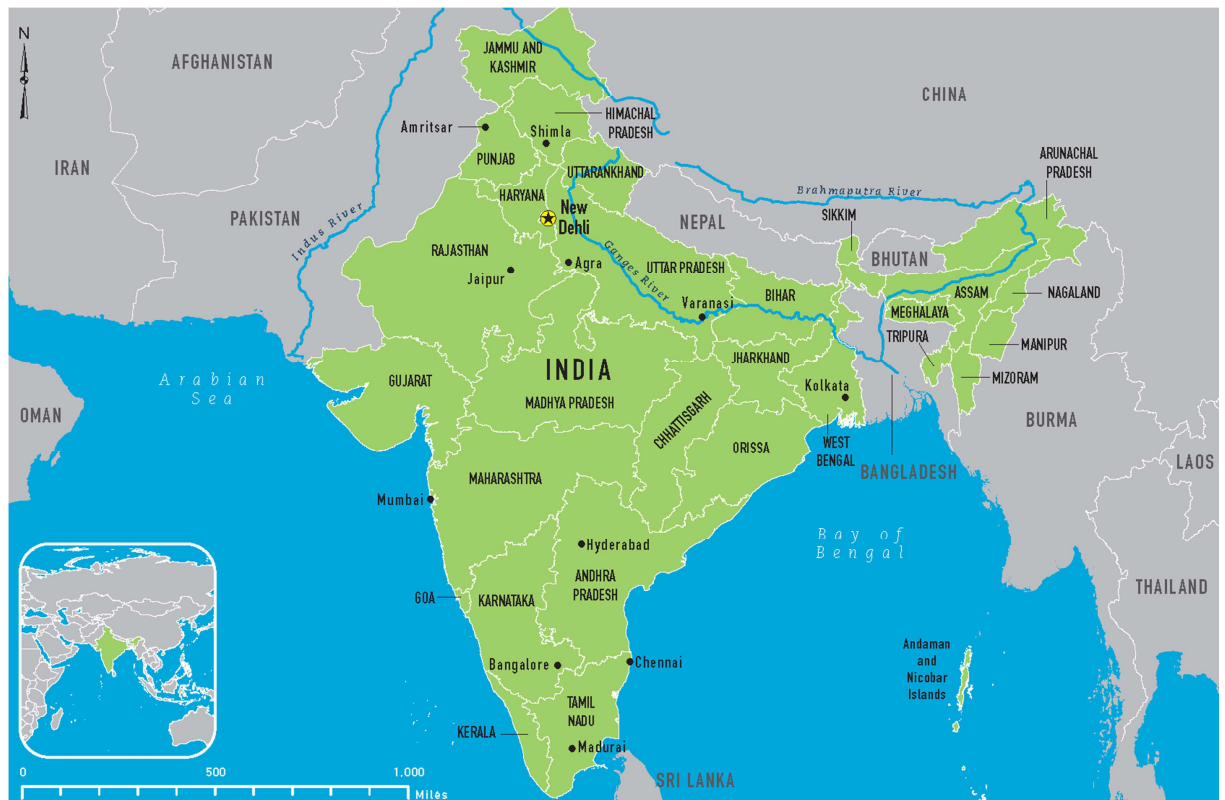 N
AFGHANISTAN
JAMMU AND
KASHMIR
CHINA
HIMACHAL
PRADESH
Amritsar
Shimla
IRAN
PUNJAB
UTTARANKHAND
ARUNACHAL
PRADESH
Brahmaputra River
HARYANA
New
Dehli
PAKISTAN
Indus River
NEPAL
SIKKIM
BHUTAN
RAJASTHAN
Jaipur
Agra
Ganges River
UTTAR PRADESH
Varanasi
BIHAR
ASSAM
NAGALAND
MEGHALAYA
TRIPURA
MANIPUR
MIZORAM
Arabian
Sea
GUJARAT
INDIA
MADHYA PRADESH
JHARKHAND
Kolkata
CHHATTISGARH
OMAN
BURMA
WEST
BENGAL
BANGLADESH
ORISSA
LAOS
MAHARASHTRA
Mumbai
Bay of
Bengal
Hyderabad
ANDHRA
PRADESH
GOA
KARNATAKA
THAILAND
Bangalore
Chennai
Andaman
and
Nicobar
Islands
TAMIL
NADU
KERALA
Madurai
SRI LANKA
0
500
1,000
Miles